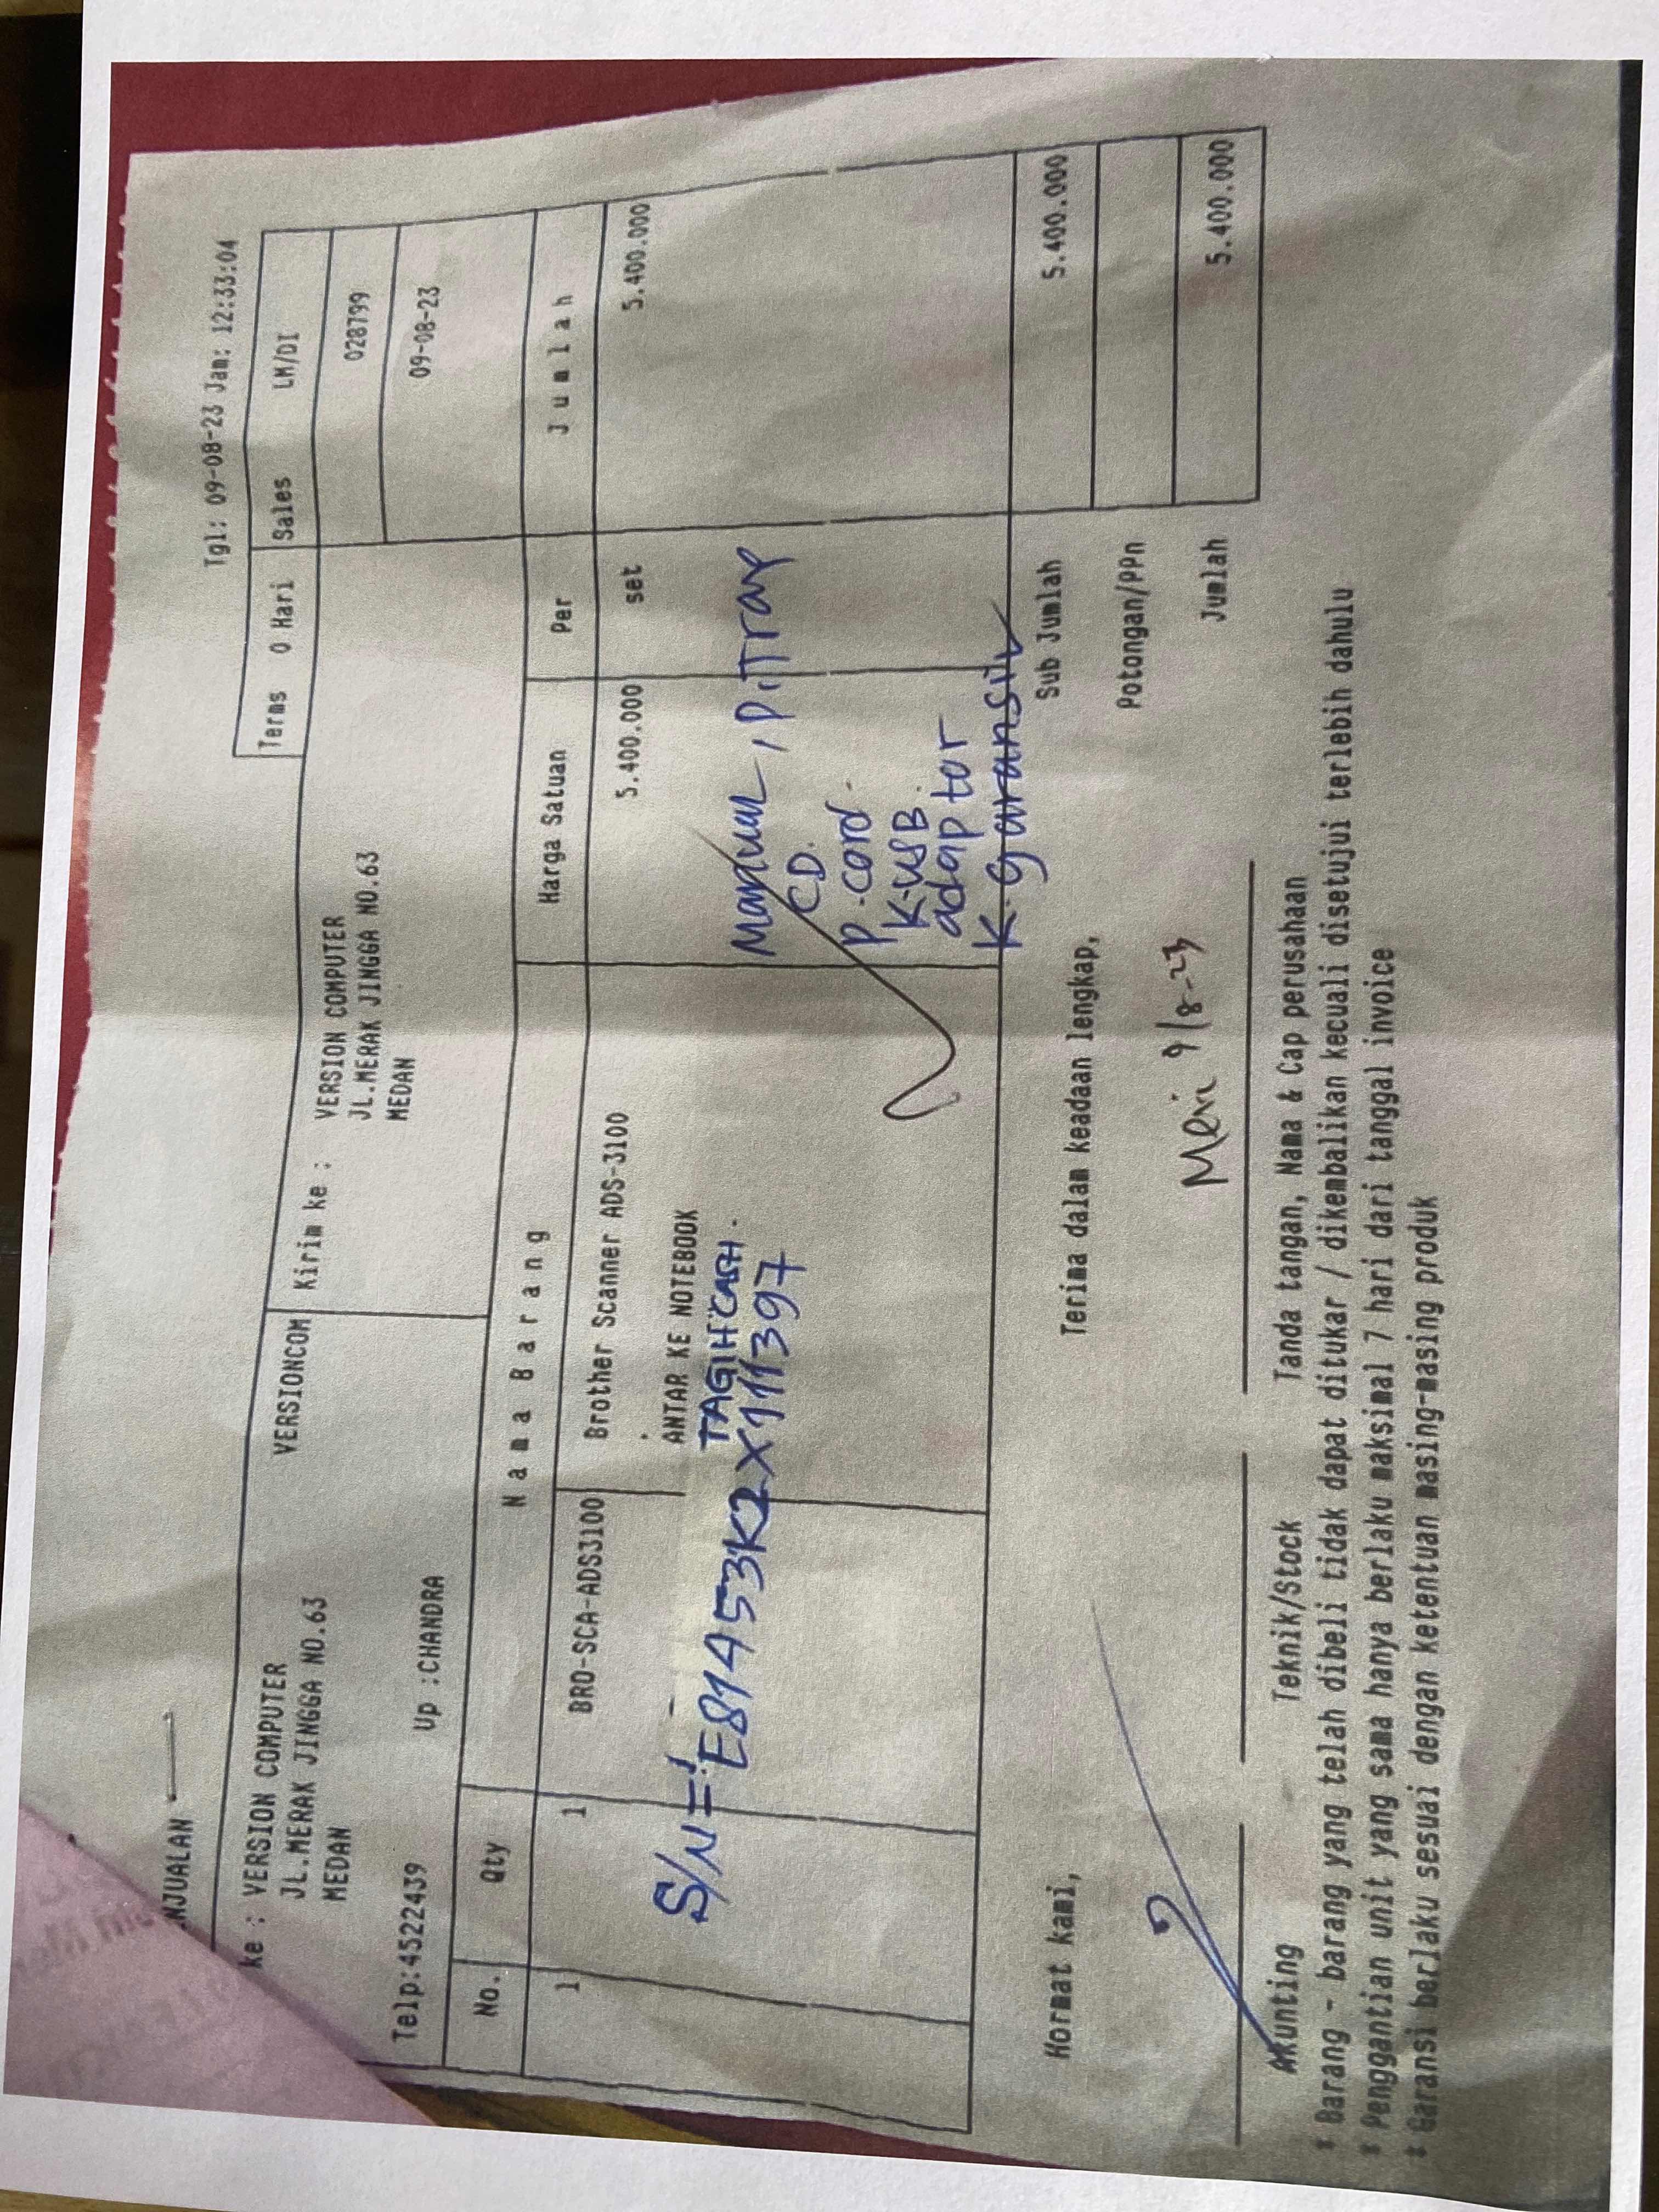 NJUALAN
Tgl: 09-08-23 Jam: 12:33:04
Terms 0 Hari Sales LM/DI
ke : VERSION COMPUTER VERSIONCOM
JL.MERAK JINGGA NO.63
MEDAN
Kirim ke : VERSION COMPUTER
JL.MERAK JINGGA NO.63
MEDAN
028799
09-08-23
Telp:4522439 Up :CHANDRA
No. Qty Nama Barang Harga Satuan Per Jumlah
1 1 BRO-SCA-ADS3100 Brother Scanner ADS-3100 5.400.000 set 5.400.000
.
ANTAR KE NOTEBOOK
TAGIH CASH.
S/N = E81453K2X111397
Manual, PiTTray
CD.
P.cord.
K-USB.
adaptor
K-garansi
Sub Jumlah 5.400.000
Potongan/PPn
Jumlah 5.400.000
Hormat kami, Terima dalam keadaan lengkap,
9/8-23
Akunting Teknik/Stock Tanda tangan, Nama & Cap perusahaan
* Barang - barang yang telah dibeli tidak dapat ditukar / dikembalikan kecuali disetujui terlebih dahulu
* Penggantian unit yang sama hanya berlaku maksimal 7 hari dari tanggal invoice
* Garansi berlaku sesuai dengan ketentuan masing-masing produk